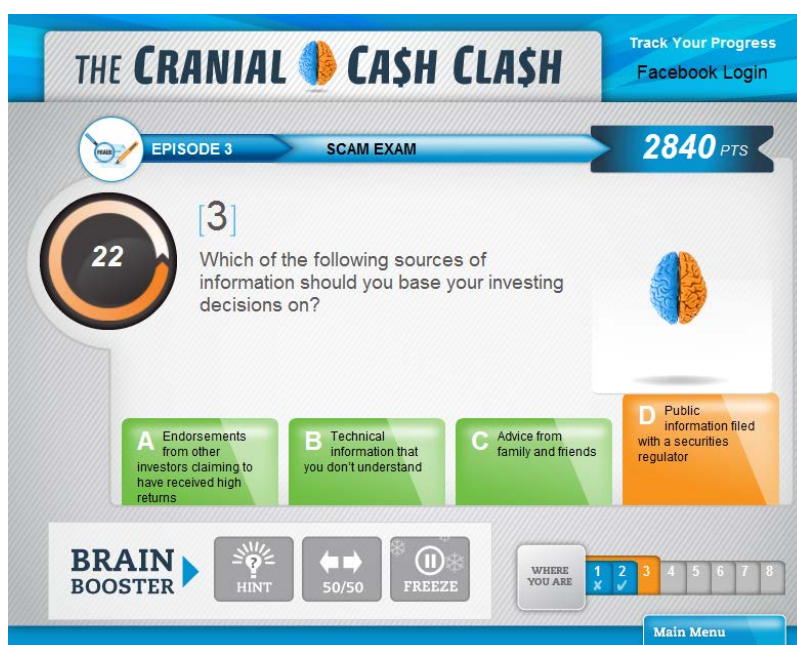 THE CRANIAL CA$H CLA$H
Track Your Progress
Facebook Login
FRAUD
EPISODE 3
SCAM EXAM
2840 PTS
22
[3]
Which of the following sources of
information should you base your investing
decisions on?
A Endorsements
from other
investors claiming to
have received high
returns
B Technical
information that
you don't understand
C Advice from
family and friends
D Public
information filed
with a securities
regulator
BRAIN
BOOSTER
?
HINT
50/50
FREEZE
WHERE
YOU ARE
1 2 3 4 5 6 7 8
Main Menu